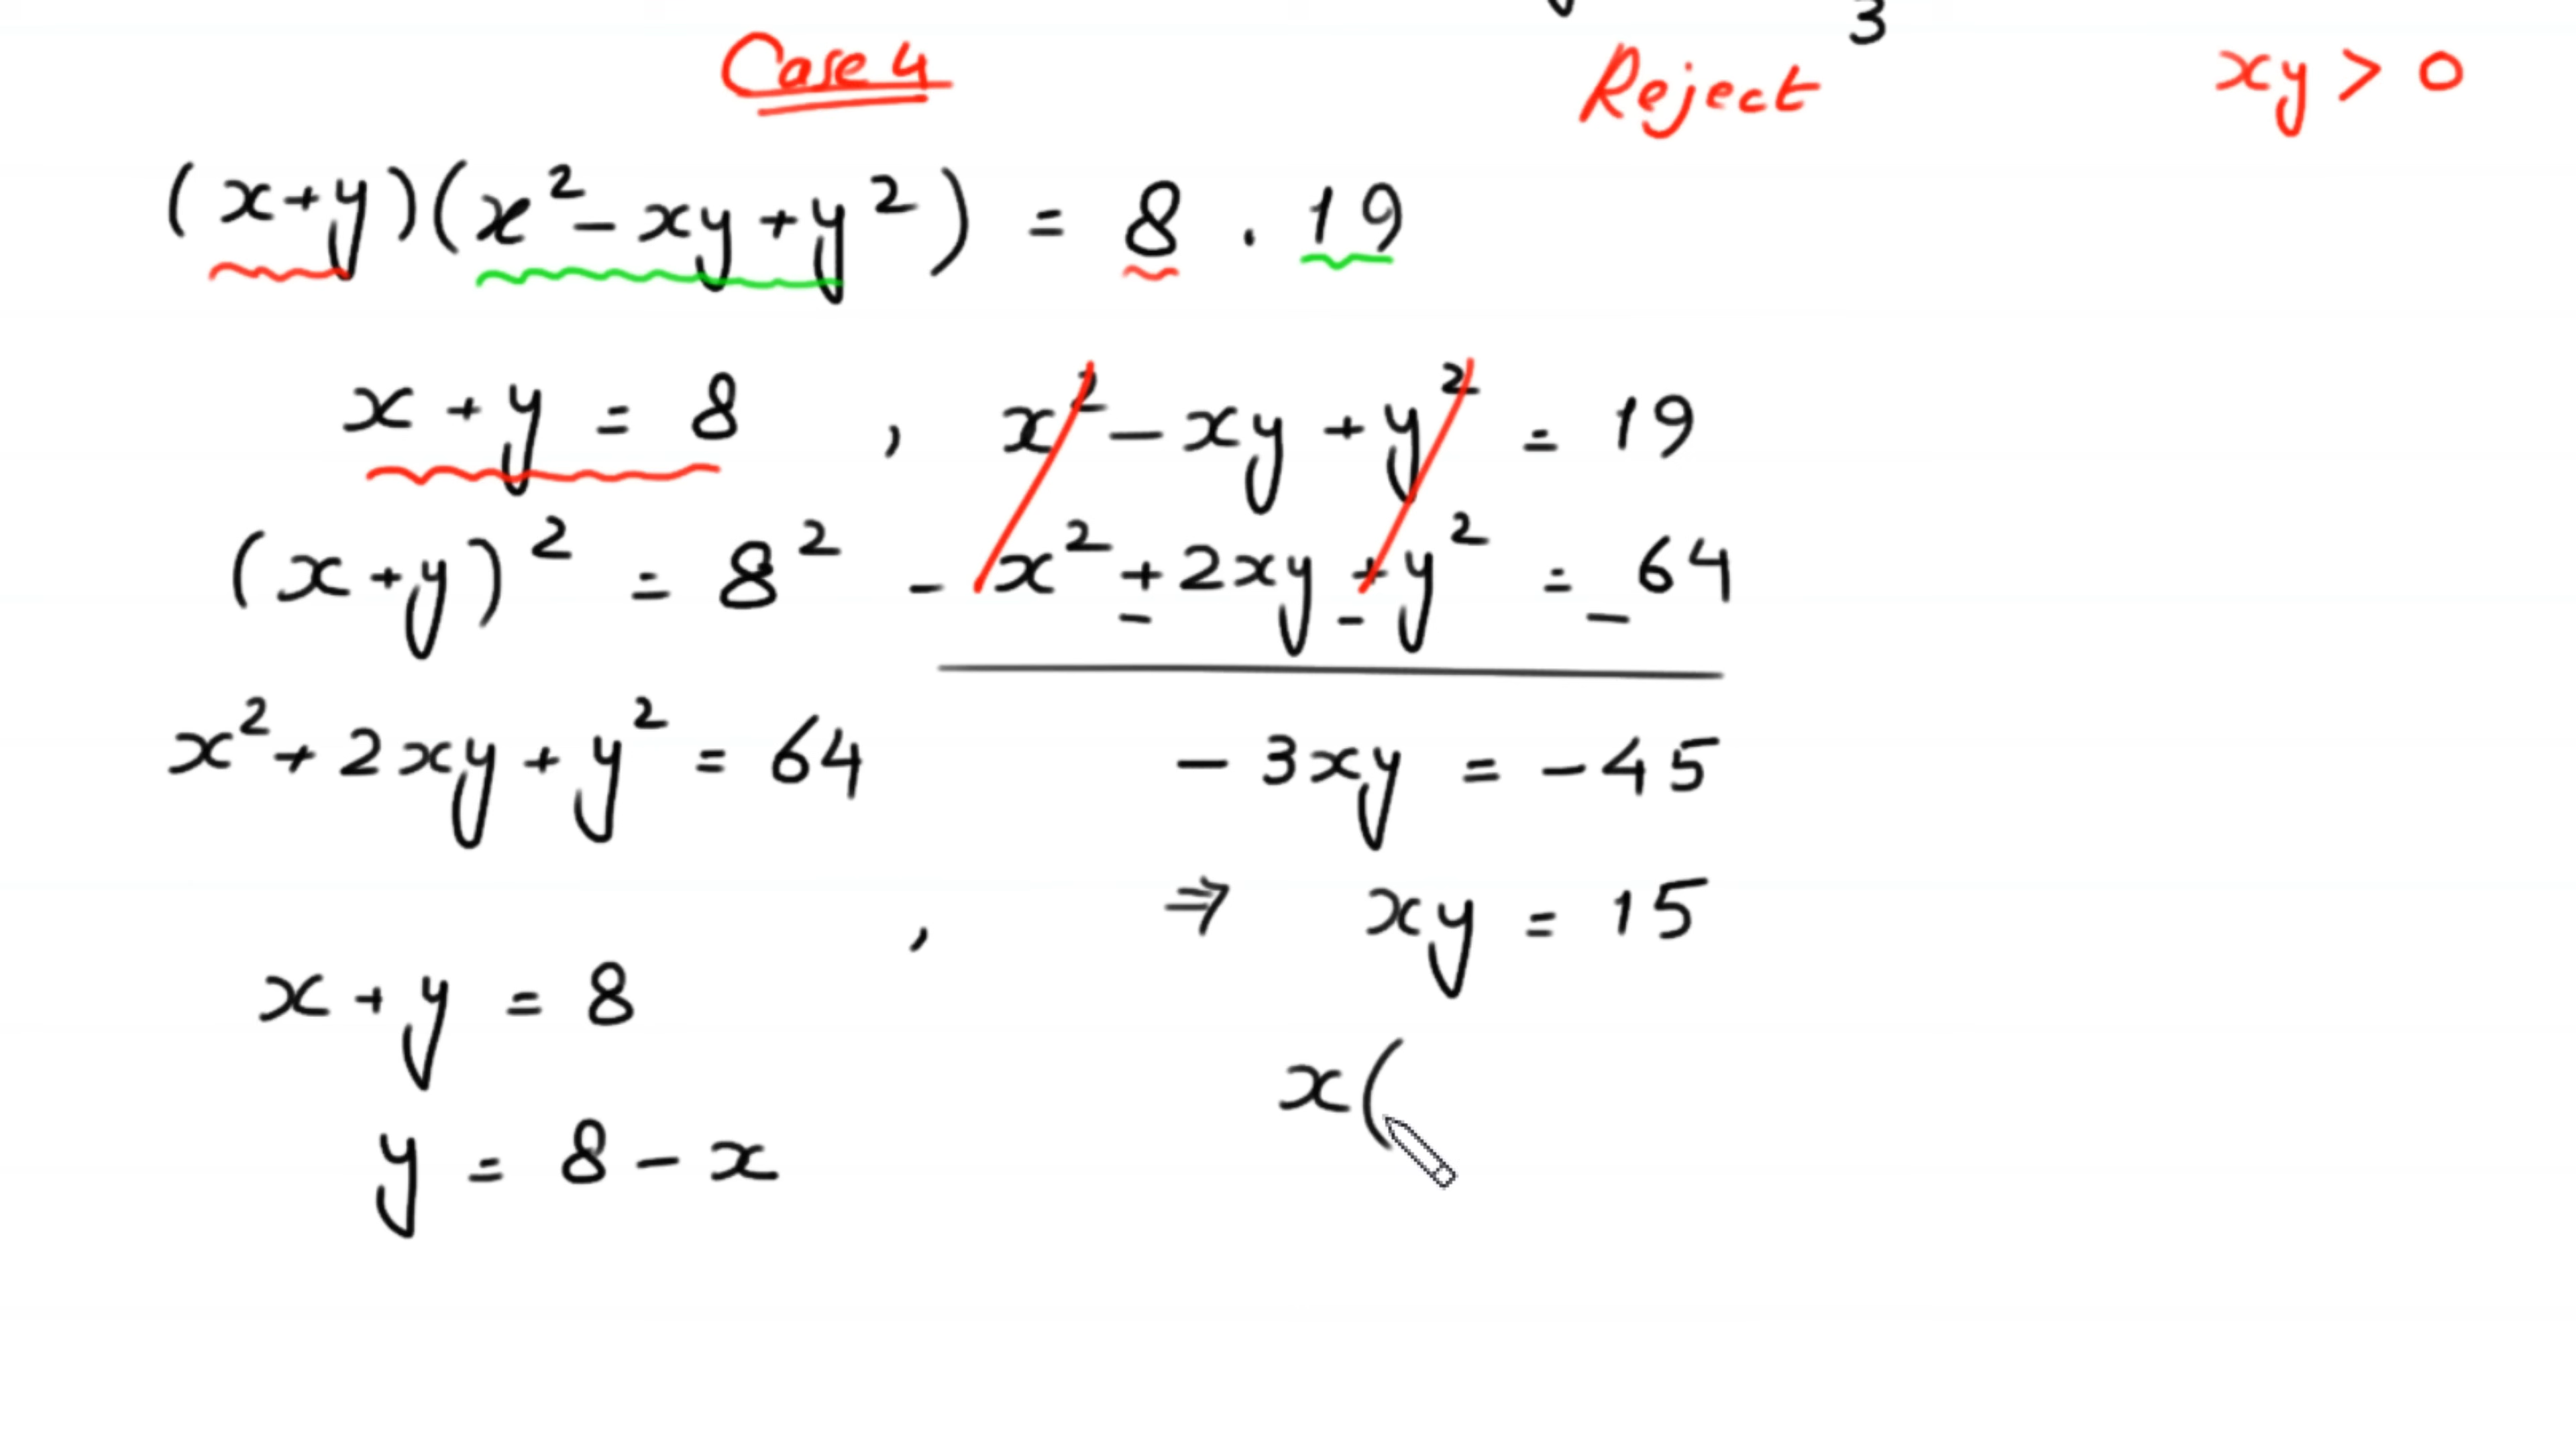 3
Case 4
Reject
xy > 0
(x+y)(x² - xy + y²) = 8 . 19
x + y = 8 , x² - xy + y² = 19
(x+y)² = 8²
- x² + 2xy + y² = 64
- - -
x² + 2xy + y² = 64
- 3xy = -45
, ⇒ xy = 15
x + y = 8
x(
y = 8 - x